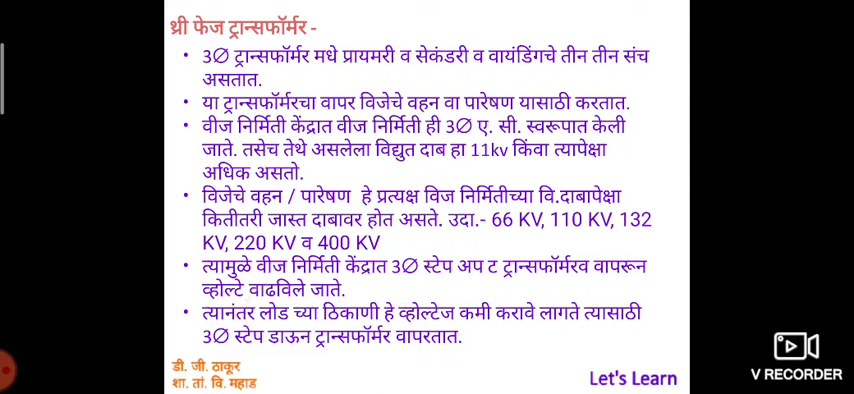 थ्री फेज ट्रान्सफॉर्मर -
• 3∅ ट्रान्सफॉर्मर मधे प्रायमरी व सेकंडरी व वायंडिंगचे तीन तीन संच
असतात.
• या ट्रान्सफॉर्मरचा वापर विजेचे वहन वा पारेषण यासाठी करतात.
• वीज निर्मिती केंद्रात वीज निर्मिती ही 3∅ ए. सी. स्वरूपात केली
जाते. तसेच तेथे असलेला विद्युत दाब हा 11kv किंवा त्यापेक्षा
अधिक असतो.
• विजेचे वहन / पारेषण हे प्रत्यक्ष विज निर्मितीच्या वि.दाबापेक्षा
कितीतरी जास्त दाबावर होत असते. उदा.- 66 KV, 110 KV, 132
KV, 220 KV व 400 KV
• त्यामुळे वीज निर्मिती केंद्रात 3∅ स्टेप अप ट ट्रान्सफॉर्मरव वापरून
व्होल्टे वाढविले जाते.
• त्यानंतर लोड च्या ठिकाणी हे व्होल्टेज कमी करावे लागते त्यासाठी
3∅ स्टेप डाऊन ट्रान्सफॉर्मर वापरतात.
डी. जी. ठाकूर
शा. तां. वि. महाड
Let's Learn
V RECORDER